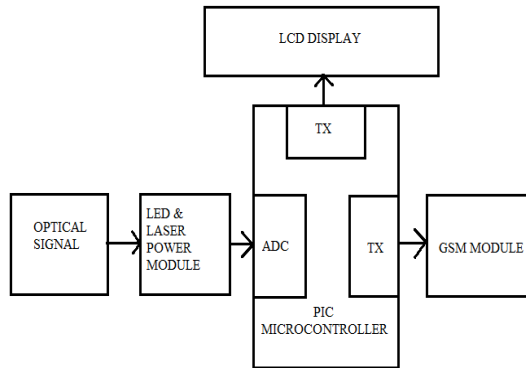 LCD DISPLAY
TX
OPTICAL
SIGNAL
LED &
LASER
POWER
MODULE
ADC
TX
GSM MODULE
PIC
MICROCONTROLLER